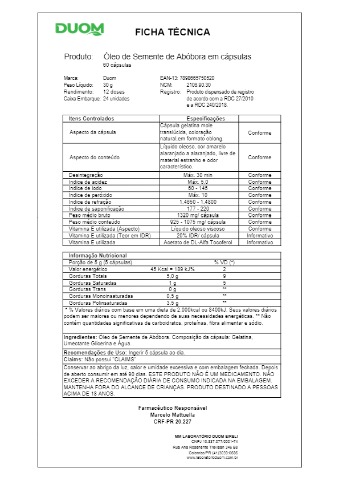 DUOM
FICHA TÉCNICA
Produto: Óleo de Semente de Abóbora em cápsulas
60 cápsulas
Marca: Duom EAN-13: 7898665750820
Peso Líquido: 30 g NCM: 2106.90.30
Rendimento: 12 doses Registro: Produto dispensado de registro
Caixa Embarque: 24 unidades de acordo com a RDC 27/2010
e a RDC 240/2018.
Itens Controlados Especificações
Aspecto da cápsula Cápsula gelatina mole translúcida, coloração natural em formato oblong Conforme
Aspecto do conteúdo Líquido oleoso, cor amarelo alaranjado a alaranjado, livre de material estranho e odor característico Conforme
Desintegração Máx. 30 min Conforme
Índice de acidez Máx. 5,0 Conforme
Índice de iodo Conforme
Índice de peróxido Máx. 10 Conforme
Índice de refração 1,4650 - 1,4800 Conforme
Índice de saponificação 177 - 220 Conforme
Peso médio bruto 1320 mg/ cápsula Conforme
Peso médio conteúdo 925 - 1075 mg/ cápsula Conforme
Vitamina E utilizada (Aspecto) Líquido oleoso viscoso Conforme
Vitamina E utilizada (Teor em IDR) 20% IDR/ cápsula Informativo
Vitamina E utilizada Acetato de DL-Alfa Tocoferol Informativo
Informação Nutricional
Porção de 5 g (5 cápsulas) % VD (*)
Valor energético 45 Kcal = 189 kJ% 2
Gorduras Totais 5,0 g 9
Gorduras Saturadas 1 g 5
Gorduras Trans 0 g **
Gorduras Monoinsaturadas **
Gorduras Polinsaturadas **
* % Valores diários com base em uma dieta de 2.000kcal ou 8400kJ. Seus valores diários
podem ser maiores ou menores dependendo de suas necessidades energéticas. ** Não
contém quantidades significativas de carboidratos, proteínas, fibra alimentar e sódio.
Ingredientes: Óleo de Semente de Abóbora. Composição da cápsula: Gelatina,
Umectante Glicerina e Água
Recomendações de Uso: Ingerir 5 cápsulas ao dia.
Claims: Não possui "CLAIMS"
Conservar ao abrigo da luz, calor e umidade excessiva e com embalagem fechada. Depois
de aberto consumir em até 90 dias. ESTE PRODUTO NÃO É UM MEDICAMENTO. NÃO
EXCEDER A RECOMENDAÇÃO DIÁRIA DE CONSUMO INDICADA NA EMBALAGEM.
MANTENHA FORA DO ALCANCE DE CRIANÇAS. PRODUTO DESTINADO A PESSOAS
ACIMA DE 18 ANOS.
Farmacêutico Responsável
Marcelo Mattuella
CRF-PR 20.227
MM LABORATÓRIO DUOM EIRELI
www.laboratorioduom.com.br